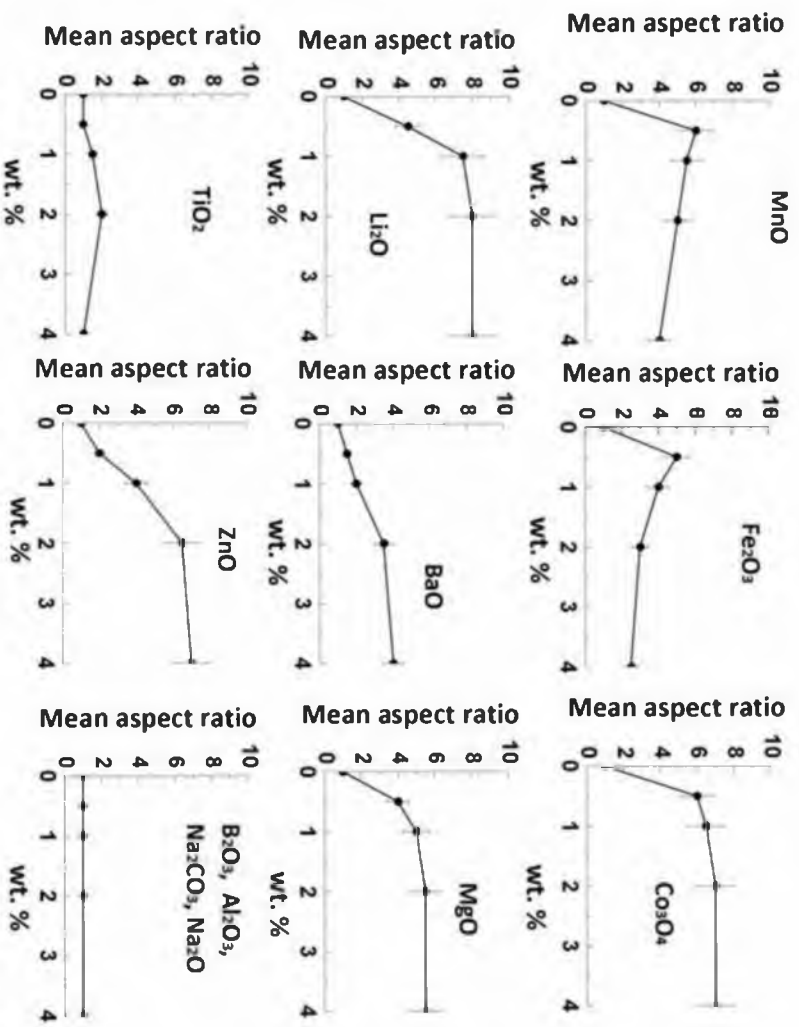 Mean aspect ratio
10
8
6
4
2
0
MnO
0 1 2 3 4
wt. %
Mean aspect ratio
18
8
6
4
2
0
Fe₂O₃
0 1 2 3 4
wt. %
Mean aspect ratio
10
8
6
4
2
0
Co₃O₄
0 1 2 3 4
wt. %
Mean aspect ratio
10
8
6
4
2
0
Li₂O
0 1 2 3 4
wt. %
Mean aspect ratio
10
8
6
4
2
0
BaO
0 1 2 3 4
wt. %
Mean aspect ratio
10
8
6
4
2
0
MgO
0 1 2 3 4
wt. %
Mean aspect ratio
10
8
6
4
2
0
TiO₂
0 1 2 3 4
wt. %
Mean aspect ratio
10
8
6
4
2
0
ZnO
0 1 2 3 4
wt. %
Mean aspect ratio
10
8
6
4
2
0
B₂O₃, Al₂O₃,
Na₂CO₃, Na₂O
0 1 2 3 4
wt. %